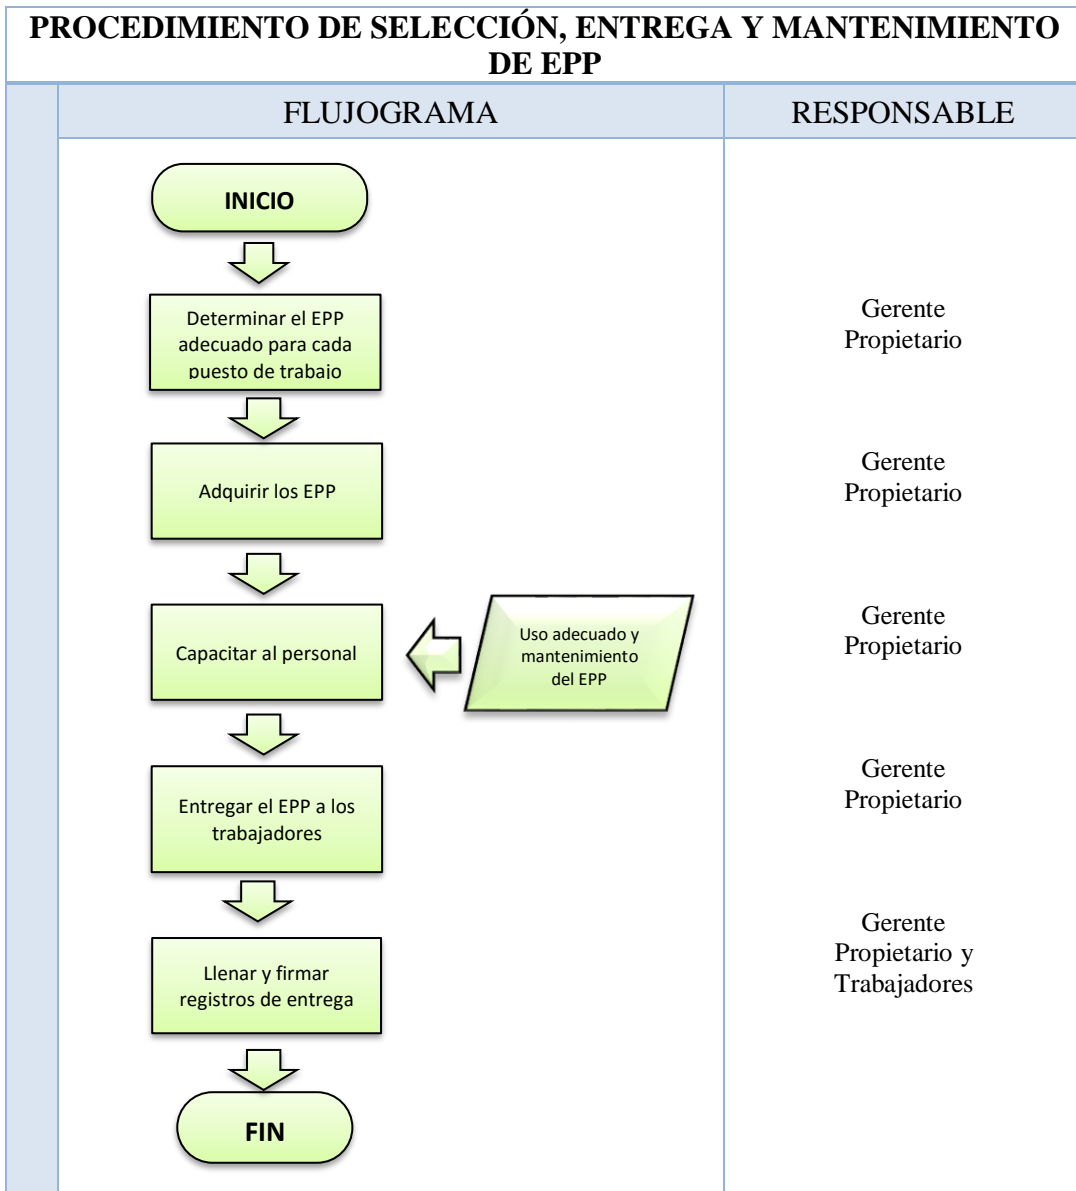 PROCEDIMIENTO DE SELECCIÓN, ENTREGA Y MANTENIMIENTO
DE EPP
FLUJOGRAMA
RESPONSABLE
INICIO
Determinar el EPP
adecuado para cada
puesto de trabajo
Gerente
Propietario
Adquirir los EPP
Gerente
Propietario
Capacitar al personal
Uso adecuado y
mantenimiento
del EPP
Gerente
Propietario
Entregar el EPP a los
trabajadores
Gerente
Propietario
Llenar y firmar
registros de entrega
Gerente
Propietario y
Trabajadores
FIN